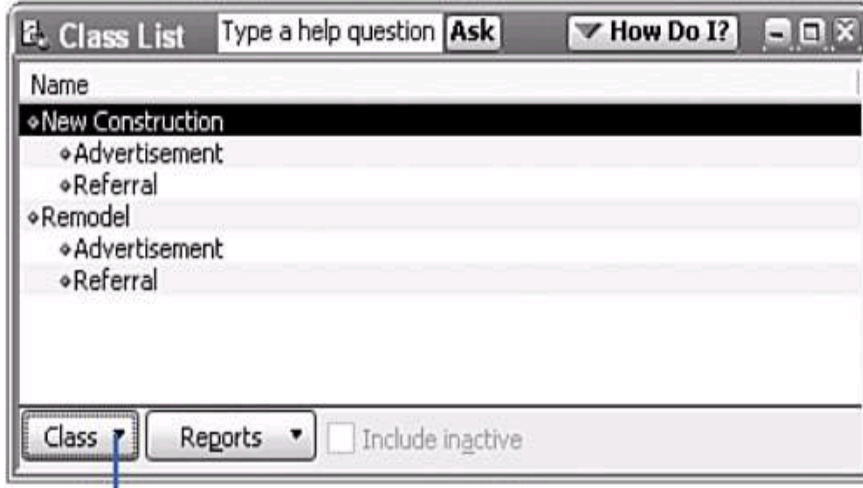 Class List Type a help question Ask How Do I?
Name
New Construction
Advertisement
Referral
Remodel
Advertisement
Referral
Class Reports Include inactive